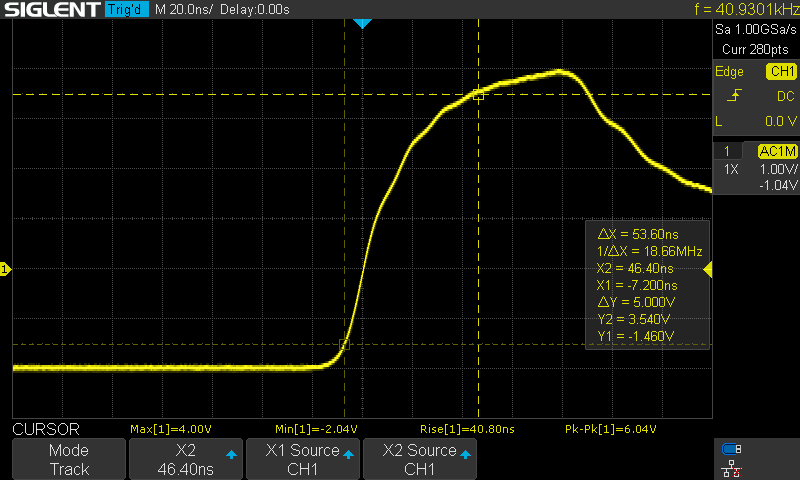 SIGLENT Trig'd M 20.0ns/ Delay:0.00s f = 40.9301kHz
Sa 1.00GSa/s
Curr 280pts
Edge CH1
DC
L 0.0 V
1 AC1M
1X 1.00V/
-1.04V
1
ΔX = 53.60ns
1/ΔX = 18.66MHz
X2 = 46.40ns
X1 = -7.200ns
ΔY = 5.000V
Y2 = 3.540V
Y1 = -1.460V
CURSOR Max[1]=4.00V Min[1]=-2.04V Rise[1]=40.80ns Pk-Pk[1]=6.04V
Mode X2 X1 Source X2 Source
Track 46.40ns CH1 CH1